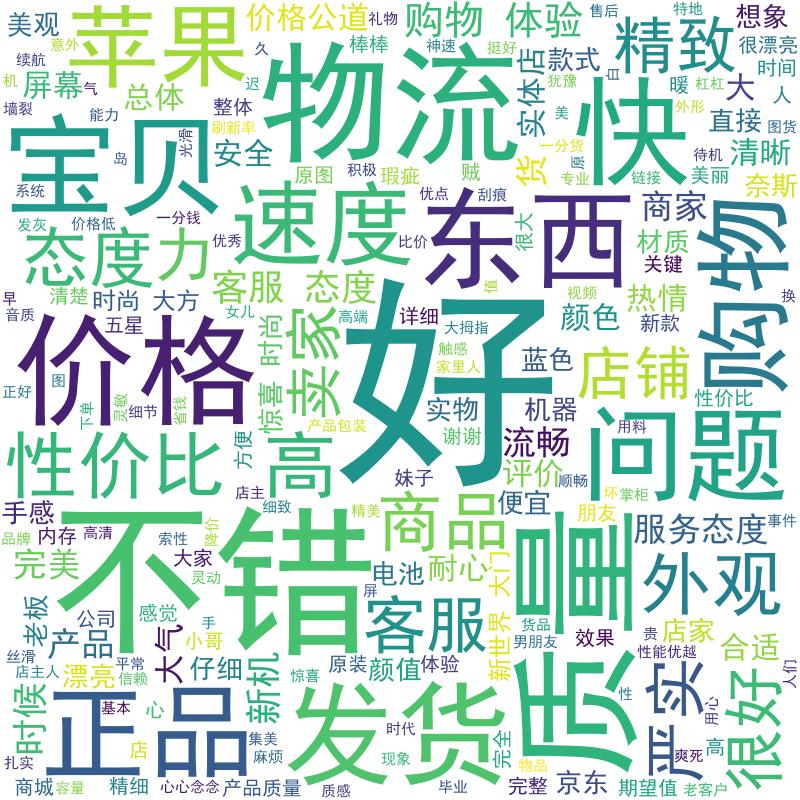 美观
苹果
价格公道
礼物
购物 体验
售后
特地
想象
意外
棒棒
神速
挺好
精致
很漂亮
续航
久
犹豫
白
时间
机
屏幕
气
物流
实体店
款式
暖
杠杠
大
人
总体
迟
快
外形
墙裂
整体
美
能力
刷新率
一分货
直接
图货
宝贝
光滑
安全
积极
货
原
清晰
岛
原图
瑕疵
贼
专业
链接
待机
美丽
系统
优点
刮痕
奈斯
发灰
价格低
一分钱
速度
东西
商家
购物
态度
力
优秀
比价
很大
材质
清楚
客服
态度
值
关键
早
时尚
大方
女儿
高端
详细
视频
热情
换
音质
五星
卖家
时尚
好
大拇指
颜色
新款
价格
触感
蓝色
店铺
正好
图
下单
灵敏
细节
省钱
惊喜
家里人
实物
机器
性价比
产品包装
谢谢
流畅
问题
用料
性价比
方便
高
妹子
评价
顺畅
手感
店主
细致
精美
商品
便宜
坏
掌柜
朋友
品牌
内存
高清
索性
降价
不错
质量
服务态度
事件
完美
大家
灵动
电池
耐心
大门
外观
老板
公司
感觉
手
屏
客服
货品
贵
店家
丝滑
产品
大气
小哥
新世界
男朋友
效果
性能优越
合适
店主人
漂亮
平常
信赖
仔细
新机
惊喜
原装
颜值
体验
严实
人们
时候
正品
基本
心
发货
时代
性
用心
很好
扎实
店
集美
麻烦
现象
完全
物品
爽死
高
商城
容量
精细
心心念念
产品质量
质感
毕业
完整
京东
期望值
老客户